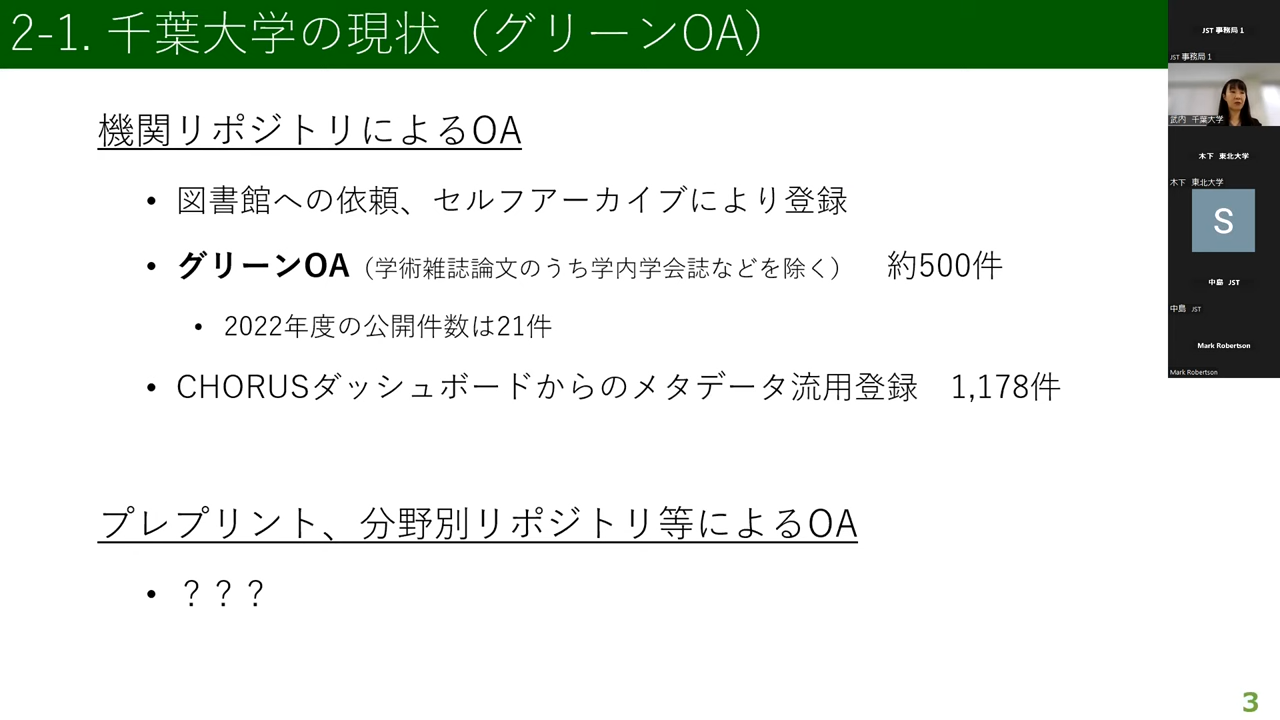 2-1. 千葉大学の現状（グリーンOA）
機関リポジトリによるOA
• 図書館への依頼、セルフアーカイブにより登録
• グリーンOA（学術雑誌論文のうち学内学会誌などを除く） 約500件
• 2022年度の公開件数は21件
• CHORUSダッシュボードからのメタデータ流用登録 1,178件
プレプリント、分野別リポジトリ等によるOA
• ？？？
3
JST 事務局 1
JST 事務局 1
武内 千葉大学
木下 東北大学
木下 東北大学
S
中島 JST
中島 JST
Mark Robertson
Mark Robertson